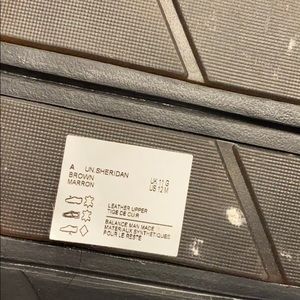 A UN.SHERIDAN
BROWN
MARRON
UK 11 G
US 12 M
LEATHER UPPER
TIGE DE CUIR
BALANCE MAN MADE
MATERIAUX SYNTHETIQUES
POUR LE RESTE